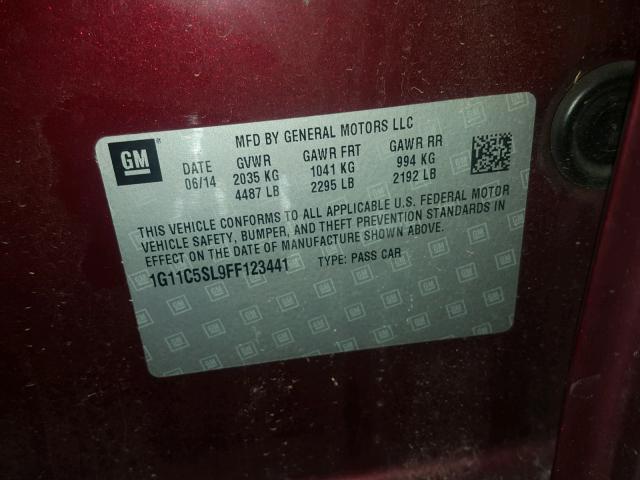 MFD BY GENERAL MOTORS LLC
GM
DATE GVWR GAWR FRT GAWR RR
06/14 2035 KG 1041 KG 994 KG
4487 LB 2295 LB 2192 LB
THIS VEHICLE CONFORMS TO ALL APPLICABLE U.S. FEDERAL MOTOR
VEHICLE SAFETY, BUMPER, AND THEFT PREVENTION STANDARDS IN
EFFECT ON THE DATE OF MANUFACTURE SHOWN ABOVE.
1G11C5SL9FF123441 TYPE: PASS CAR